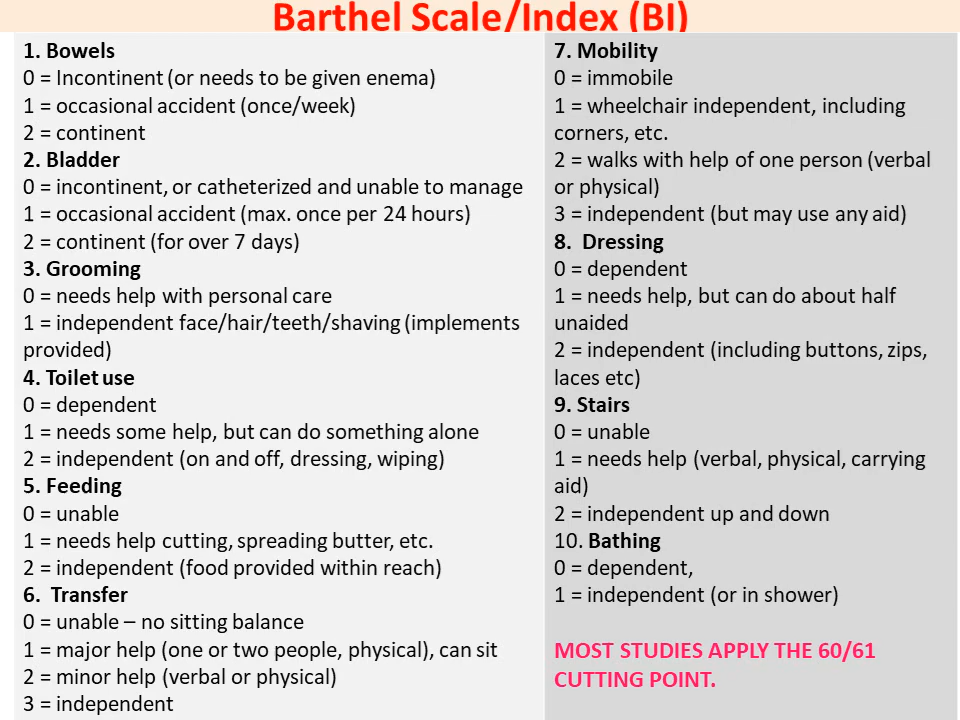 Barthel Scale/Index (BI)
1. Bowels
0 = Incontinent (or needs to be given enema)
1 = occasional accident (once/week)
2 = continent
2. Bladder
0 = incontinent, or catheterized and unable to manage
1 = occasional accident (max. once per 24 hours)
2 = continent (for over 7 days)
3. Grooming
0 = needs help with personal care
1 = independent face/hair/teeth/shaving (implements
provided)
4. Toilet use
0 = dependent
1 = needs some help, but can do something alone
2 = independent (on and off, dressing, wiping)
5. Feeding
0 = unable
1 = needs help cutting, spreading butter, etc.
2 = independent (food provided within reach)
6. Transfer
0 = unable – no sitting balance
1 = major help (one or two people, physical), can sit
2 = minor help (verbal or physical)
3 = independent
7. Mobility
0 = immobile
1 = wheelchair independent, including
corners, etc.
2 = walks with help of one person (verbal
or physical)
3 = independent (but may use any aid)
8. Dressing
0 = dependent
1 = needs help, but can do about half
unaided
2 = independent (including buttons, zips,
laces etc)
9. Stairs
0 = unable
1 = needs help (verbal, physical, carrying
aid)
2 = independent up and down
10. Bathing
0 = dependent,
1 = independent (or in shower)
MOST STUDIES APPLY THE 60/61
CUTTING POINT.